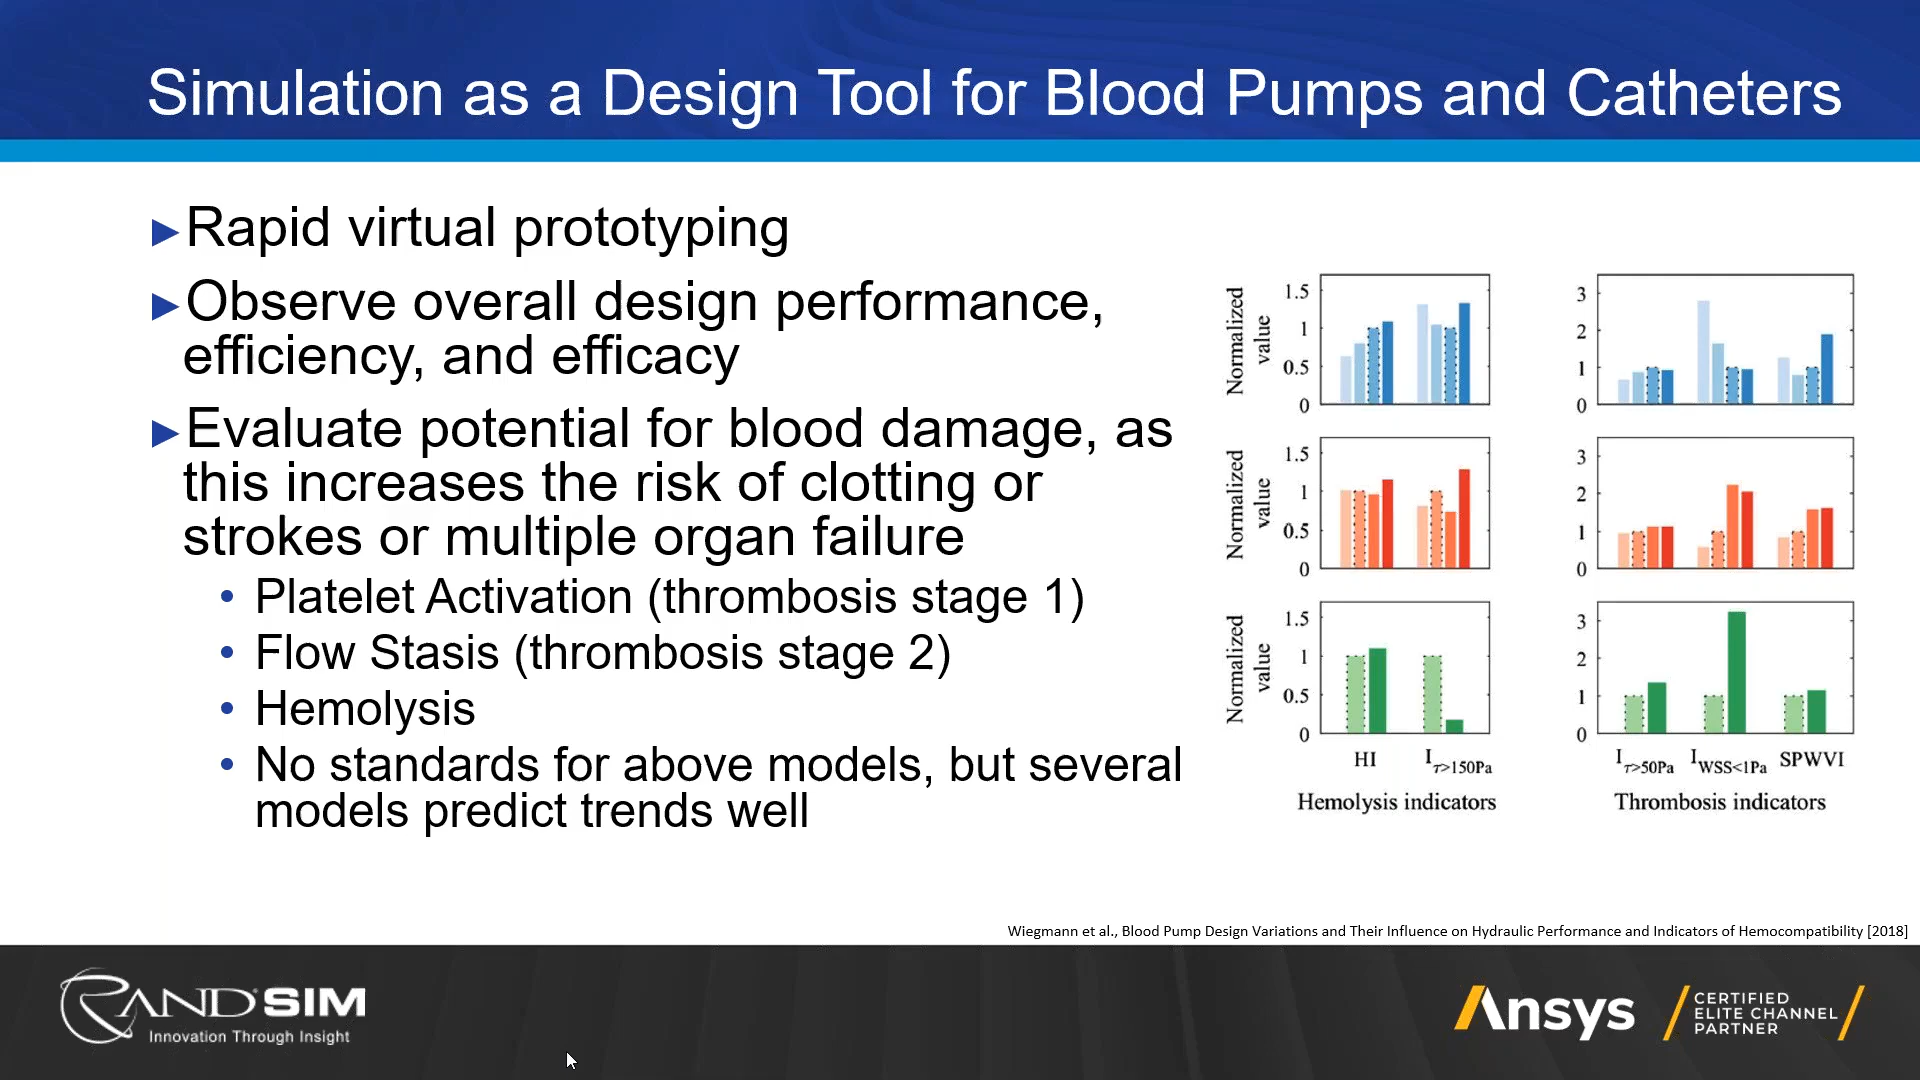 Simulation as a Design Tool for Blood Pumps and Catheters
►Rapid virtual prototyping
►Observe overall design performance,
efficiency, and efficacy
►Evaluate potential for blood damage, as
this increases the risk of clotting or
strokes or multiple organ failure
• Platelet Activation (thrombosis stage 1)
• Flow Stasis (thrombosis stage 2)
• Hemolysis
• No standards for above models, but several
models predict trends well
Normalized
value
1.5
1
0.5
0
3
2
1
0
Normalized
value
1.5
1
0.5
0
3
2
1
0
Normalized
value
1.5
1
0.5
0
3
2
1
0
HI
I τ>150Pa
I τ>50Pa
I WSS<1Pa
SPWVI
Hemolysis indicators
Thrombosis indicators
Wiegmann et al., Blood Pump Design Variations and Their Influence on Hydraulic Performance and Indicators of Hemocompatibility [2018]
RAND SIM
Innovation Through Insight
Ansys
CERTIFIED
ELITE CHANNEL
PARTNER